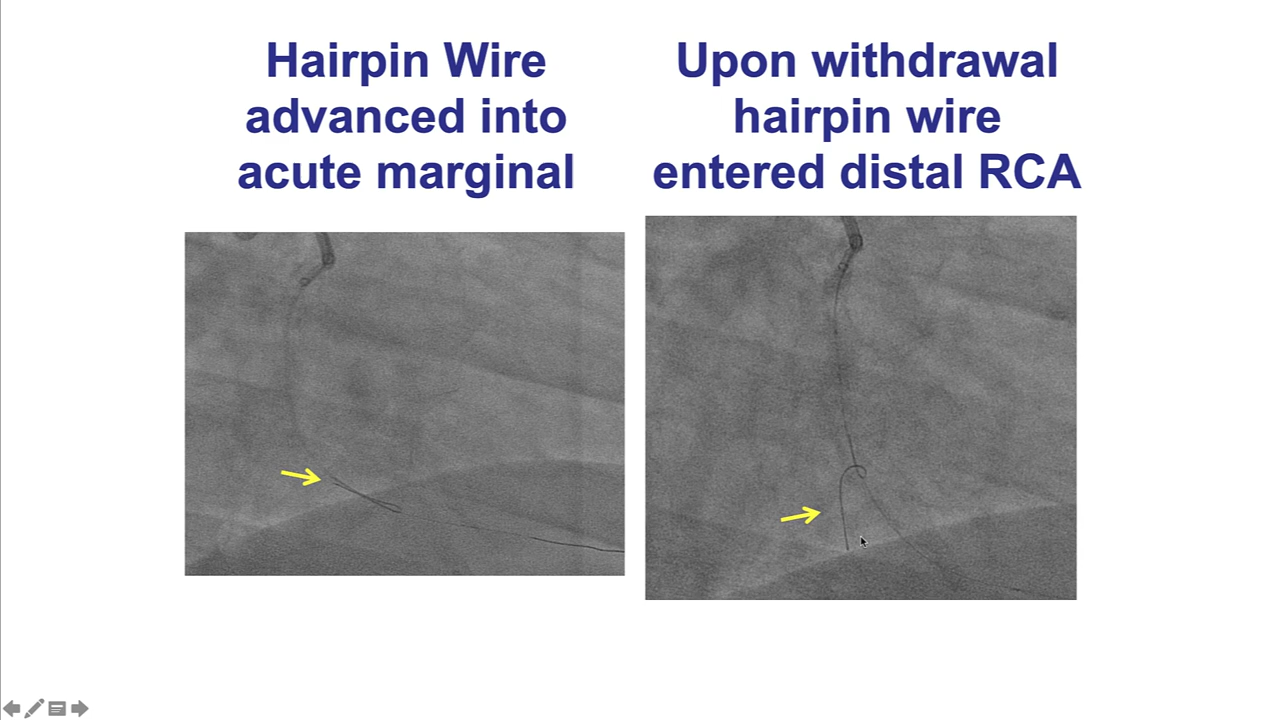 Hairpin Wire
advanced into
acute marginal
Upon withdrawal
hairpin wire
entered distal RCA